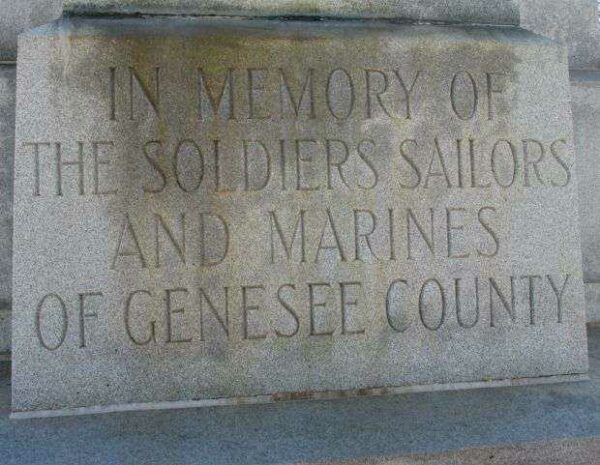 IN MEMORY OF
THE SOLDIERS SAILORS
AND MARINES
OF GENESEE COUNTY